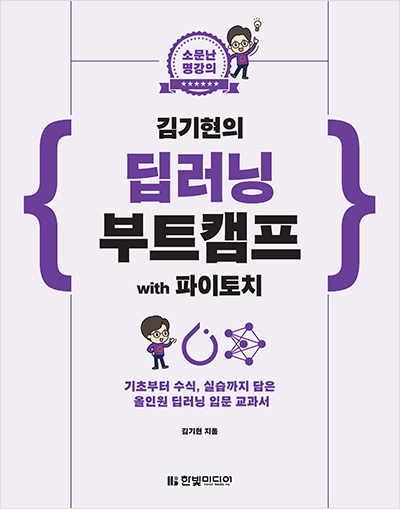 소문난
명강의
김기현의
딥러닝
부트캠프
with 파이토치
기초부터 수식, 실습까지 담은
올인원 딥러닝 입문 교과서
김기현 지음
한빛미디어